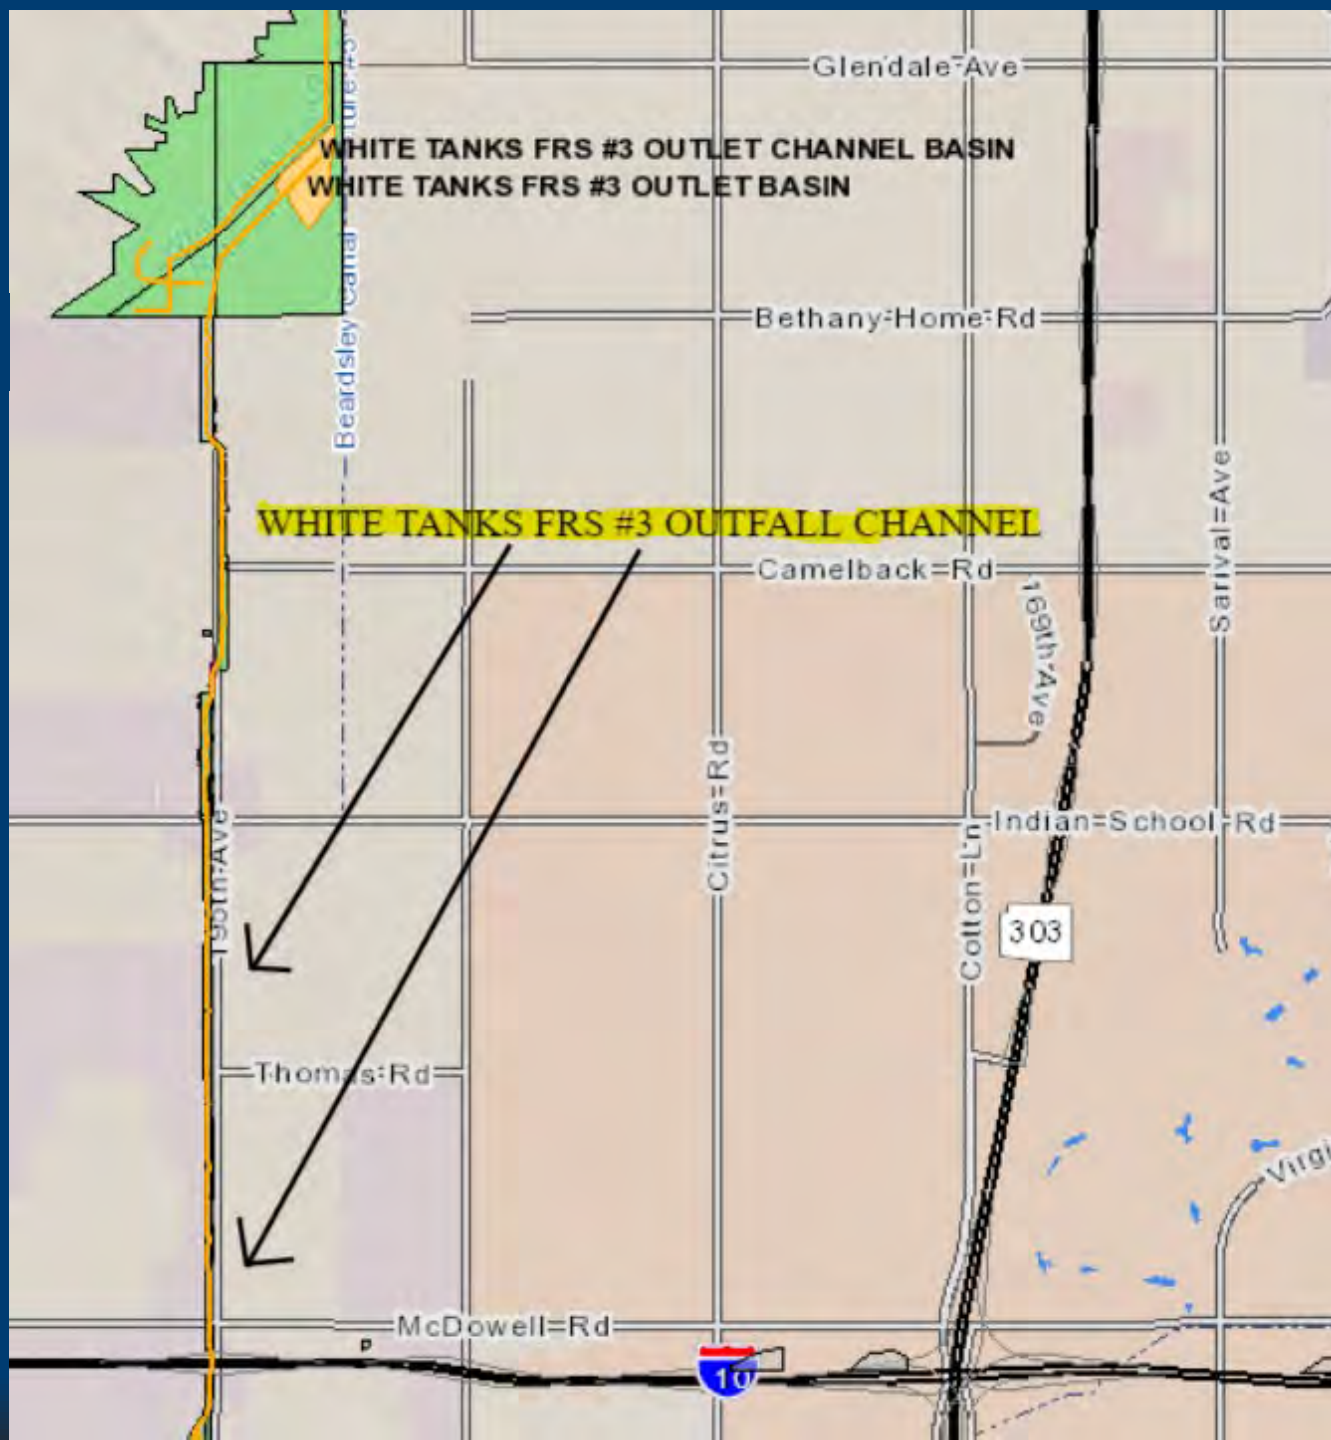 Glendale Ave
WHITE TANKS FRS #3 OUTLET CHANNEL BASIN
WHITE TANKS FRS #3 OUTLET BASIN
Beardsley Canal
Bethany Home Rd
WHITE TANKS FRS #3 OUTFALL CHANNEL
Camelback Rd
169th Ave
Sarival Ave
Citrus Rd
Indian School Rd
195th Ave
Cotton Ln
303
Thomas Rd
Virgi
McDowell Rd
10